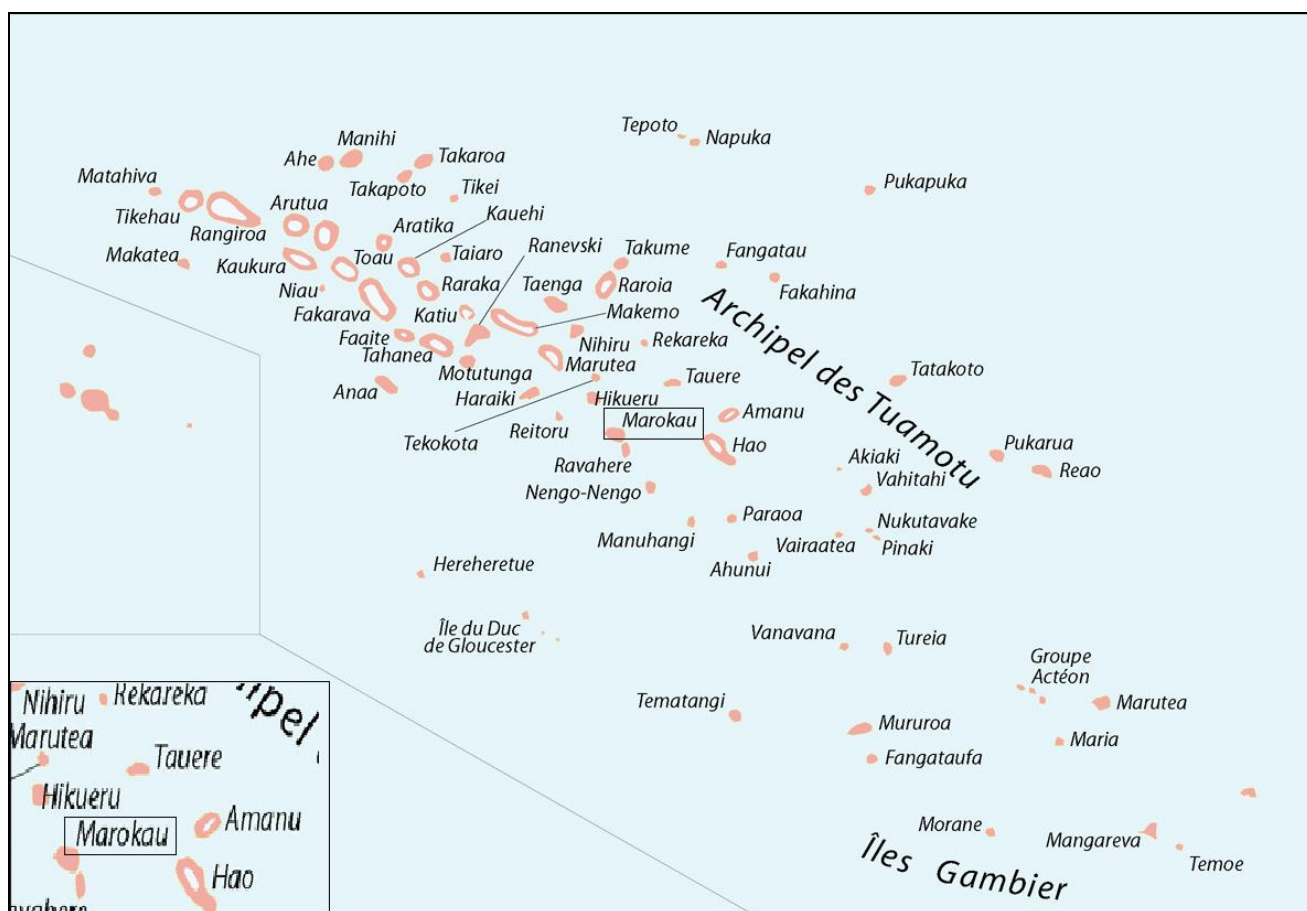 Tepoto
Napuka
Manihi
Ahe
Takaroa
Matahiva
Takapoto
Tikei
Pukapuka
Tikehau
Arutua
Kauehi
Rangiroa
Aratika
Makatea
Kaukura
Toau
Taiaro
Ranevski
Takume
Fangatau
Niau
Raraka
Taenga
Raroia
Fakahina
Fakarava
Katiu
Makemo
Archipel des Tuamotu
Faaite
Tahanea
Nihiru
Rekareka
Motutunga
Marutea
Tatakoto
Anaa
Haraiki
Tauere
Hikueru
Tekokota
Reitoru
Marokau
Amanu
Hao
Pukarua
Ravahere
Akiaki
Reao
Nengo-Nengo
Vahitahi
Manuhangi
Paraoa
Nukutavake
Vairaatea
Pinaki
Ahunui
Hereheretue
Île du Duc
de Gloucester
Vanavana
Tureia
Groupe
Actéon
Tematangi
Marutea
Mururoa
Maria
Fangataufa
Morane
Mangareva
Temoe
Îles Gambier
Nihiru
Rekareka
Marutea
Tauere
Hikueru
Amanu
Marokau
Hao